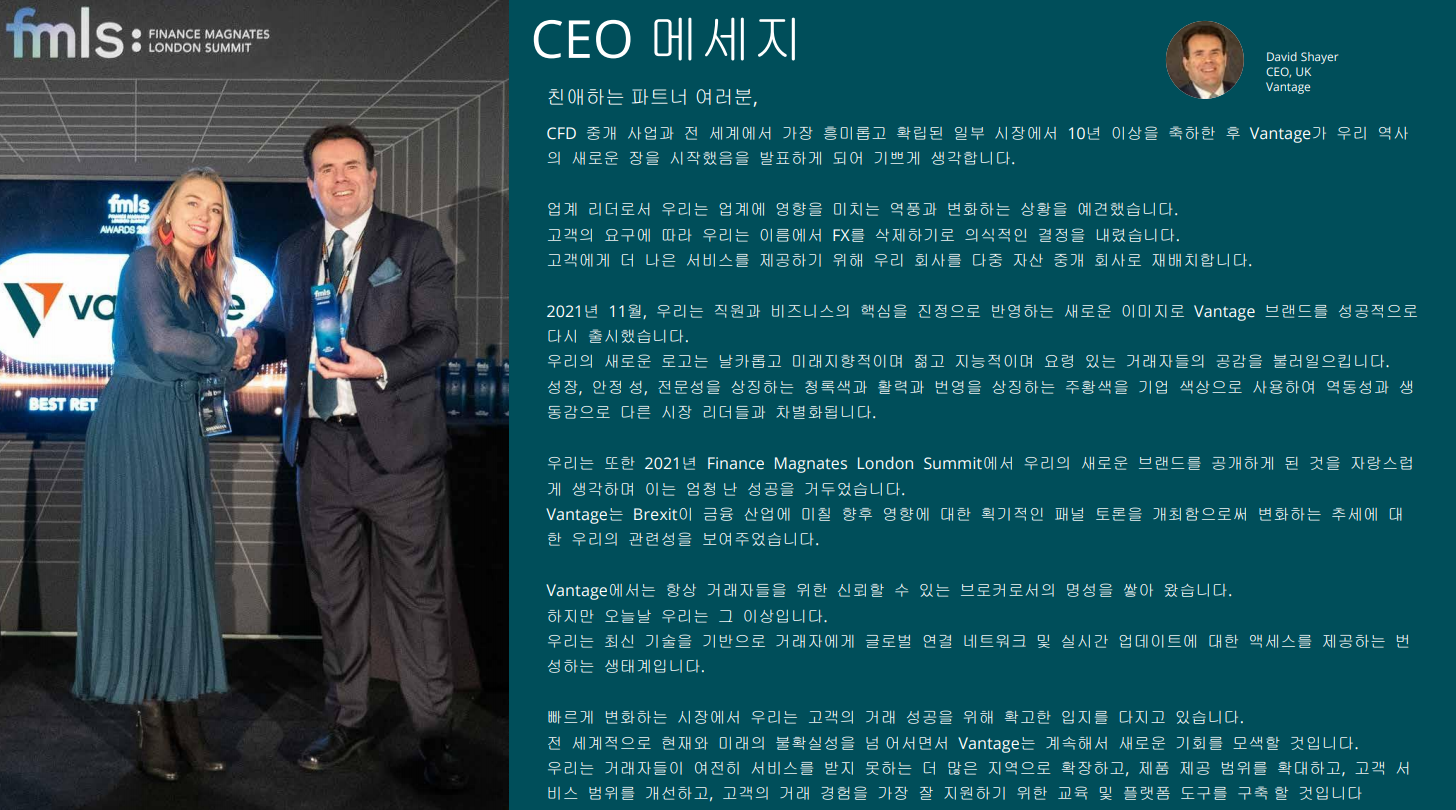 fmls: FINANCE MAGNATES
LONDON SUMMIT
fmls
FINANCE MAGNATES
LONDON SUMMIT
AWARDS
BEST RET
CEO 메세지
David Shayer
CEO, UK
Vantage
친애하는 파트너 여러분,
CFD 중개 사업과 전 세계에서 가장 흥미롭고 확립된 일부 시장에서 10년 이상을 축하한 후 Vantage가 우리 역사
의 새로운 장을 시작했음을 발표하게 되어 기쁘게 생각합니다.
업계 리더로서 우리는 업계에 영향을 미치는 역풍과 변화하는 상황을 예견했습니다.
고객의 요구에 따라 우리는 이름에서 FX를 삭제하기로 의식적인 결정을 내렸습니다.
고객에게 더 나은 서비스를 제공하기 위해 우리 회사를 다중 자산 중개 회사로 재배치합니다.
2021년 11월, 우리는 직원과 비즈니스의 핵심을 진정으로 반영하는 새로운 이미지로 Vantage 브랜드를 성공적으로
다시 출시했습니다.
우리의 새로운 로고는 날카롭고 미래지향적이며 젊고 지능적이며 요령 있는 거래자들의 공감을 불러일으킵니다.
성장, 안정 성, 전문성을 상징하는 청록색과 활력과 번영을 상징하는 주황색을 기업 색상으로 사용하여 역동성과 생
동감으로 다른 시장 리더들과 차별화됩니다.
우리는 또한 2021년 Finance Magnates London Summit에서 우리의 새로운 브랜드를 공개하게 된 것을 자랑스럽
게 생각하며 이는 엄청 난 성공을 거두었습니다.
Vantage는 Brexit이 금융 산업에 미칠 향후 영향에 대한 획기적인 패널 토론을 개최함으로써 변화하는 추세에 대
한 우리의 관련성을 보여주었습니다.
Vantage에서는 항상 거래자들을 위한 신뢰할 수 있는 브로커로서의 명성을 쌓아 왔습니다.
하지만 오늘날 우리는 그 이상입니다.
우리는 최신 기술을 기반으로 거래자에게 글로벌 연결 네트워크 및 실시간 업데이트에 대한 액세스를 제공하는 번
성하는 생태계입니다.
빠르게 변화하는 시장에서 우리는 고객의 거래 성공을 위해 확고한 입지를 다지고 있습니다.
전 세계적으로 현재와 미래의 불확실성을 넘 어서면서 Vantage는 계속해서 새로운 기회를 모색할 것입니다.
우리는 거래자들이 여전히 서비스를 받지 못하는 더 많은 지역으로 확장하고, 제품 제공 범위를 확대하고, 고객 서
비스 범위를 개선하고, 고객의 거래 경험을 가장 잘 지원하기 위한 교육 및 플랫폼 도구를 구축 할 것입니다